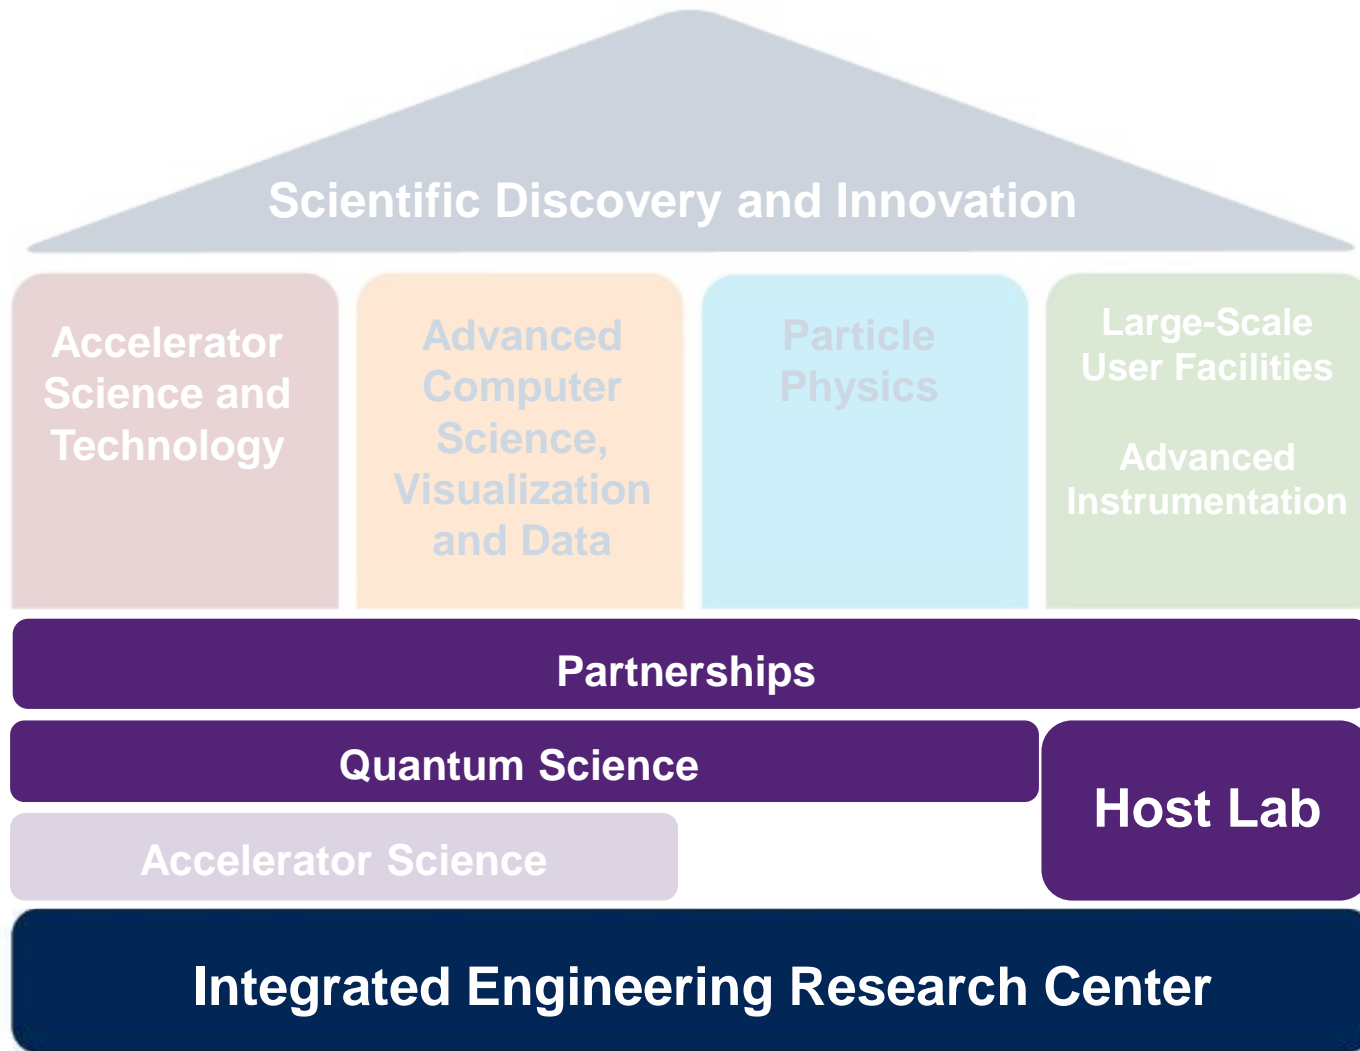 Scientific Discovery and Innovation
Accelerator
Science and
Technology
Advanced
Computer
Science,
Visualization
and Data
Particle
Physics
Large-Scale
User Facilities
Advanced
Instrumentation
Partnerships
Quantum Science
Host Lab
Accelerator Science
Integrated Engineering Research Center